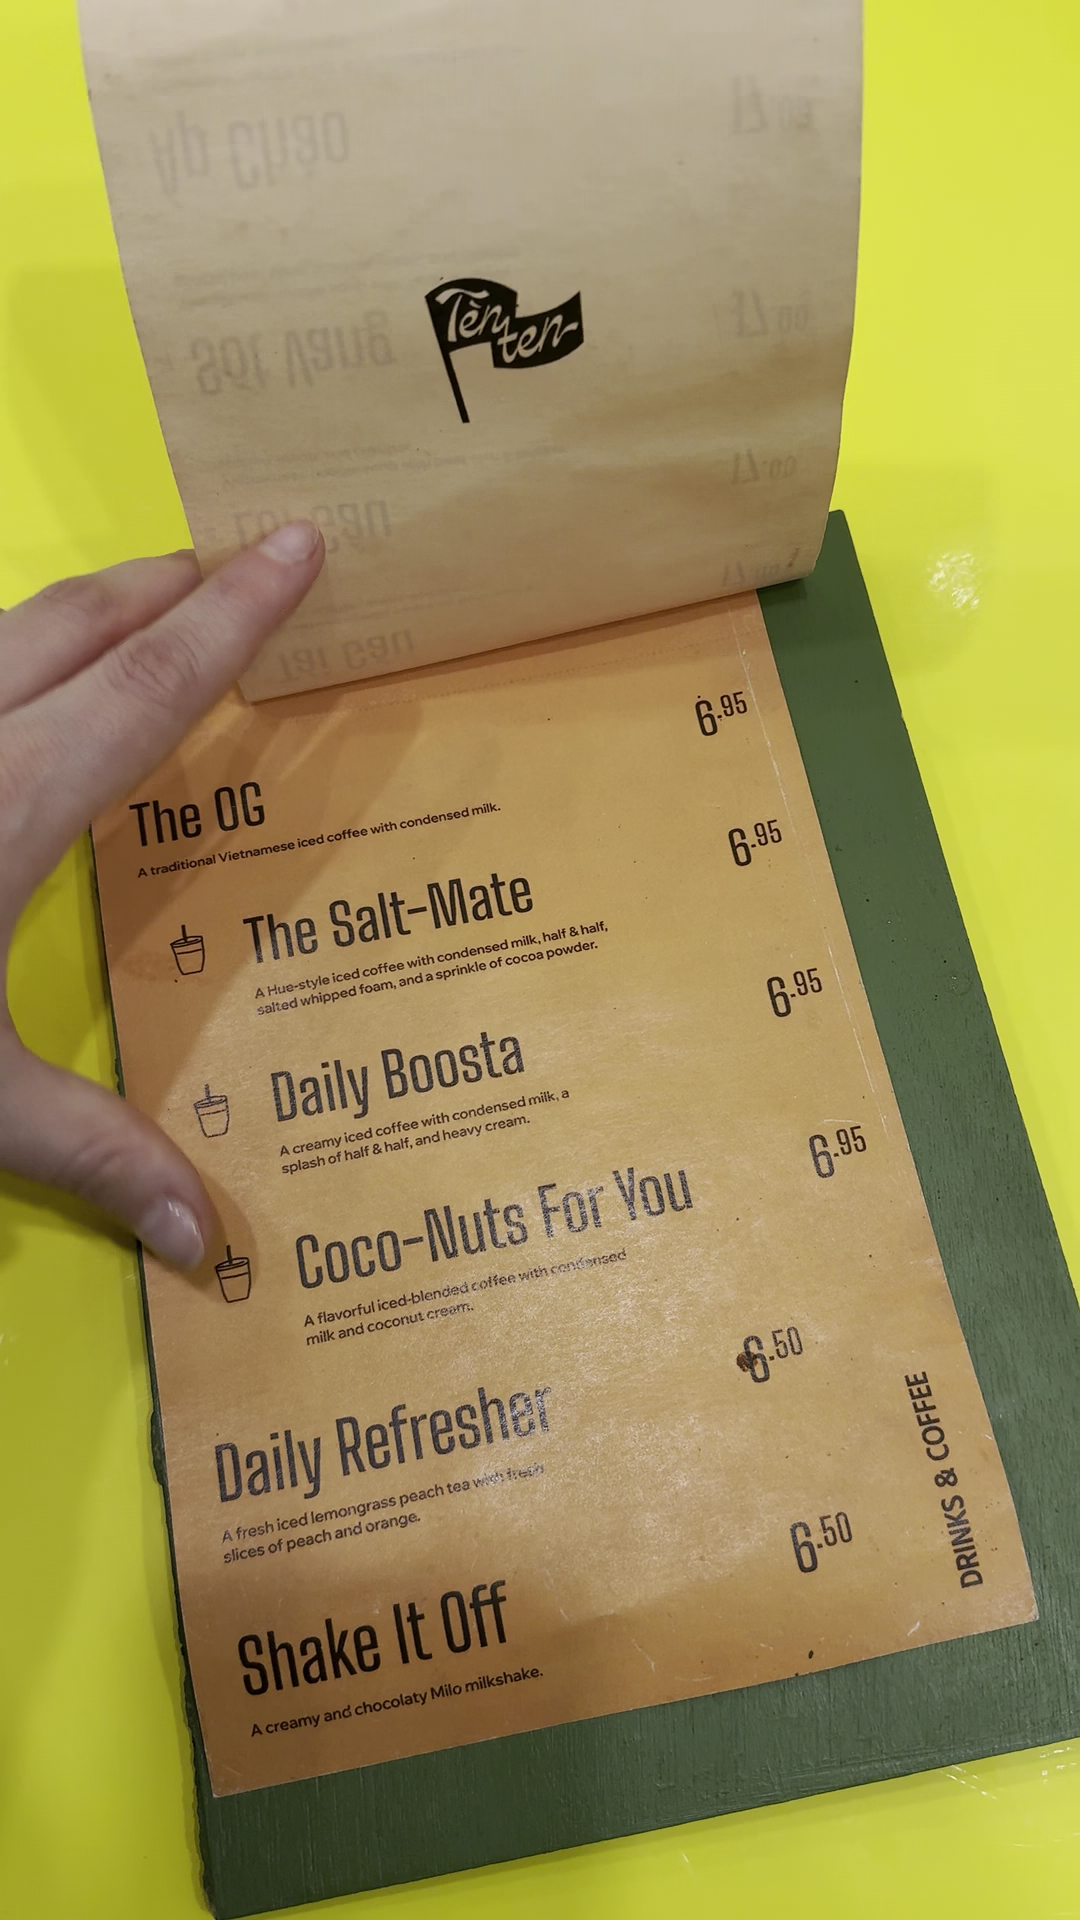 Tèn
ten
6.95
The OG
A traditional Vietnamese iced coffee with condensed milk.
6.95
The Salt-Mate
A Hue-style iced coffee with condensed milk, half & half,
salted whipped foam, and a sprinkle of cocoa powder.
6.95
Daily Boosta
A creamy iced coffee with condensed milk, a
splash of half & half, and heavy cream.
6.95
Coco-Nuts For You
A flavorful iced-blended coffee with condensed
milk and coconut cream.
6.50
Daily Refresher
A fresh iced lemongrass peach tea with fresh
slices of peach and orange.
6.50
Shake It Off
A creamy and chocolaty Milo milkshake.
DRINKS & COFFEE